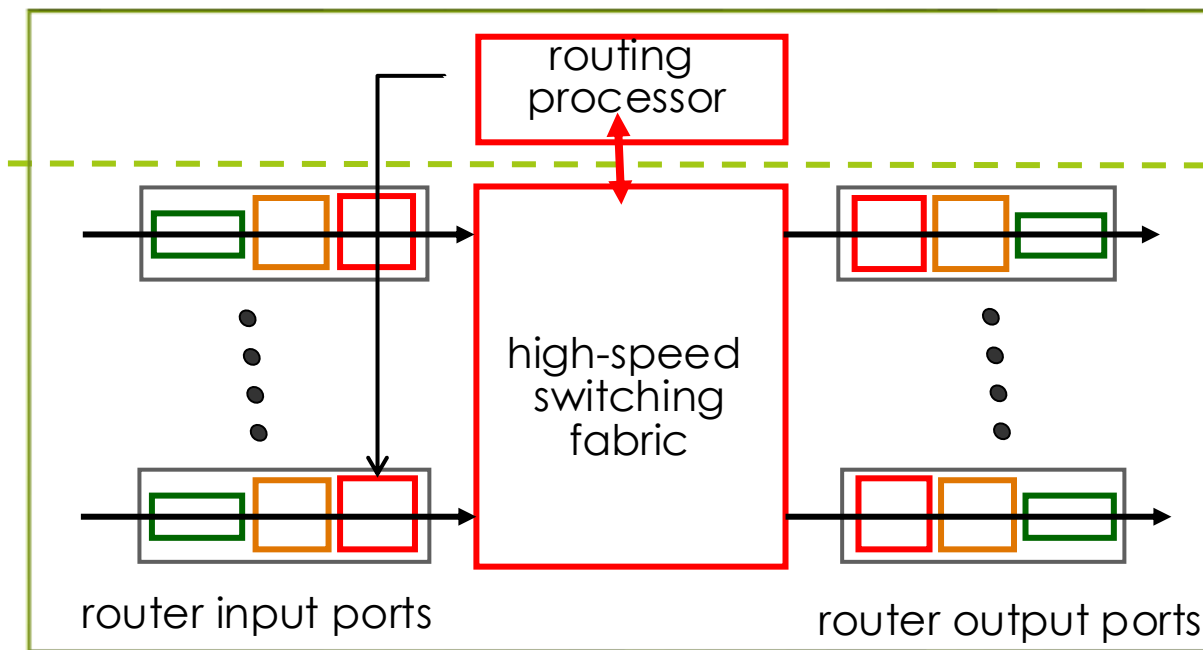 routing
processor
high-speed
switching
fabric
router input ports
router output ports